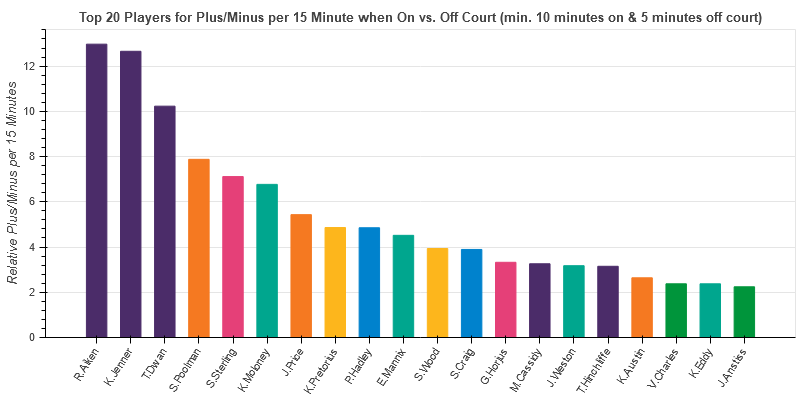 Top 20 Players for Plus/Minus per 15 Minute when On vs. Off Court (min. 10 minutes on & 5 minutes off court)
Relative Plus/Minus per 15 Minutes
12
10
8
6
4
2
0
R.Aiken
K.Jenner
T.Dwan
S.Poolman
S.Sterling
K.Moloney
J.Price
K.Pretorius
P.Hadley
E.Mannix
S.Wood
S.Craig
G.Horjus
M.Cassidy
J.Weston
T.Hinchliffe
K.Austin
V.Charles
K.Eddy
J.Anstiss